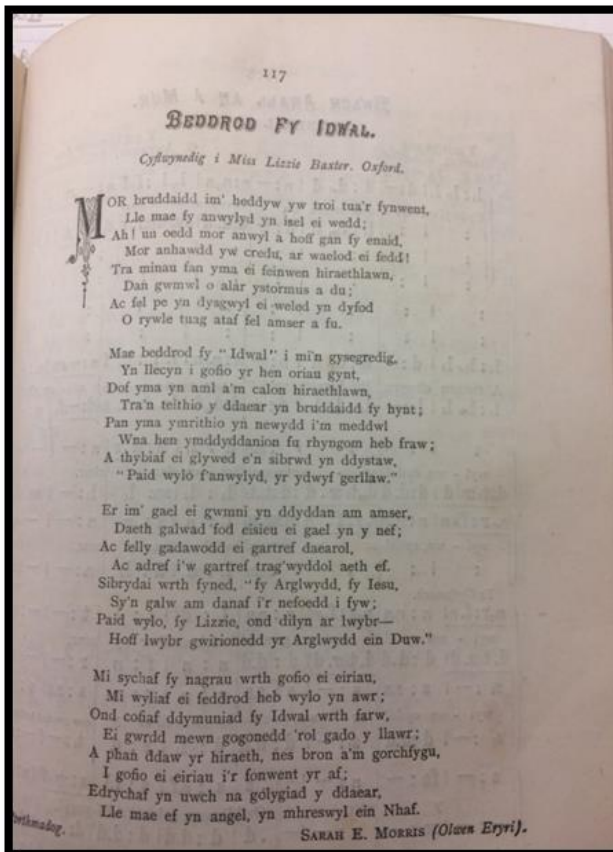 117
BEDDROD FY IDWAL.
Cyflwynedig i Miss Lizzie Baxter, Oxford.
MOR bruddaidd im' heddyw yw troi tua'r fynwent,
Lle mae fy anwylyd yn isel ei wedd;
Ah! un oedd mor anwyl a hoff gan fy enaid,
Mor anhawdd yw credu, ar waelod ei fedd!
Tra minau fan yma ei feinwen hiraethlawn,
Dan gwmwl o alar ystormus a du;
Ac fel pe yn dysgwyl ei weled yn dyfod
O rywle tuag ataf fel amser a fu.
Mae beddrod fy "Idwal" i mi'n gysegredig,
Yn llecyn i gofio yr hen oriau gynt,
Dof yma yn aml a'm calon hiraethlawn,
Tra'n teithio y ddaear yn bruddaidd fy hynt;
Pan yma ymrithio yn newydd i'm meddwl
Wna hen ymddyddanion fu rhyngom heb fraw;
A thybiaf ei glywed e'n sibrwd yn ddystaw,
"Paid wylo f'anwylyd, yr ydwyf gerllaw."
Er im' gael ei gwmni yn ddyddan am amser,
Daeth galwad fod eisieu ei gael yn y nef;
Ac felly gadawodd ei gartref daearol,
Ac adref i'w gartref trag'wyddol aeth ef.
Sibrydai wrth fyned, "fy Arglwydd, fy Iesu,
Sy'n galw am danaf i'r nefoedd i fyw;
Paid wylo, fy Lizzie, ond dilyn ar lwybr—
Hoff lwybr gwirionedd yr Arglwydd ein Duw."
Mi sychaf fy nagrau wrth gofio ei eiriau,
Mi wyliaf ei feddrod heb wylo yn awr;
Ond cofiaf ddymuniad fy Idwal wrth farw,
Ei gwrdd mewn gogonedd 'rol gado y llawr;
A phan ddaw yr hiraeth, nes bron a'm gorchfygu,
I gofio ei eiriau i'r fonwent yr af;
Edrychaf yn uwch na golygiad y ddaear,
Lle mae ef yn angel, yn mhreswyl ein Nhaf.
SARAH E. MORRIS (Olwen Eryri).